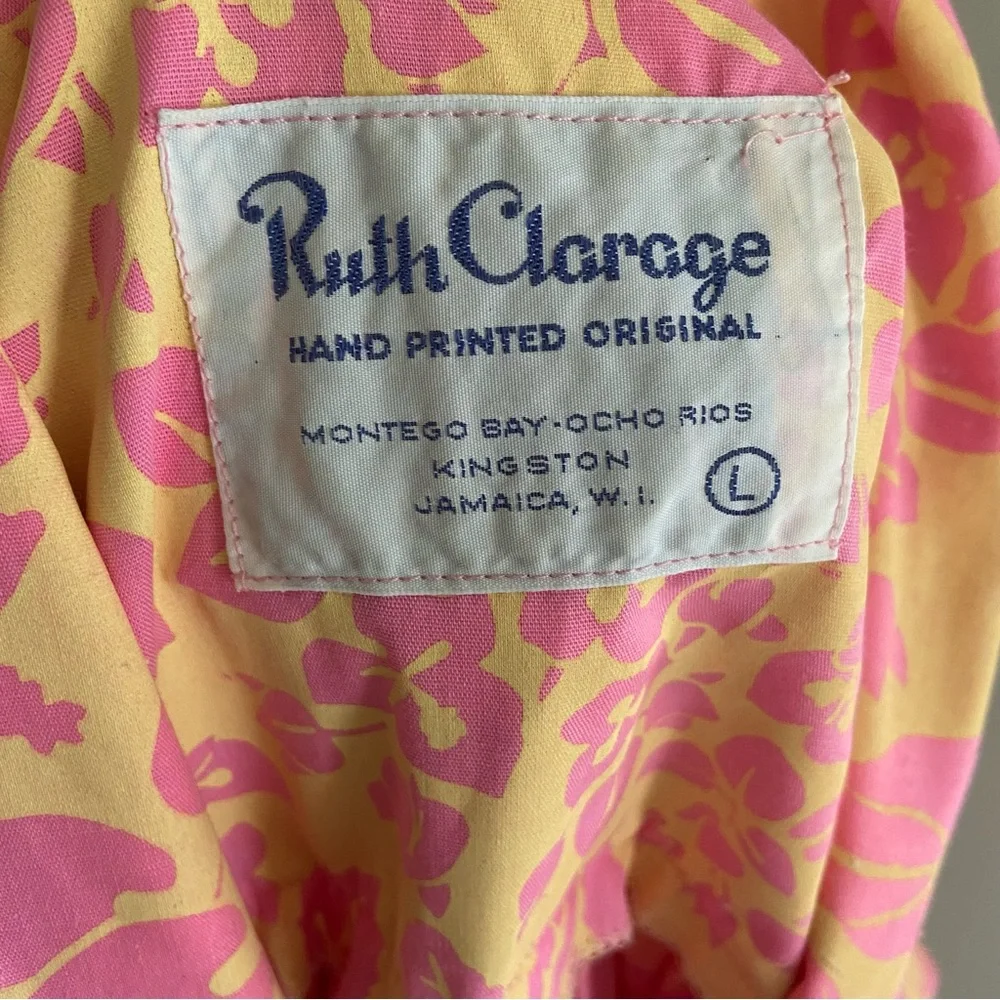 Ruth Clarage
HAND PRINTED ORIGINAL
MONTEGO BAY·OCHO RIOS
KINGSTON
JAMAICA, W.I.
L